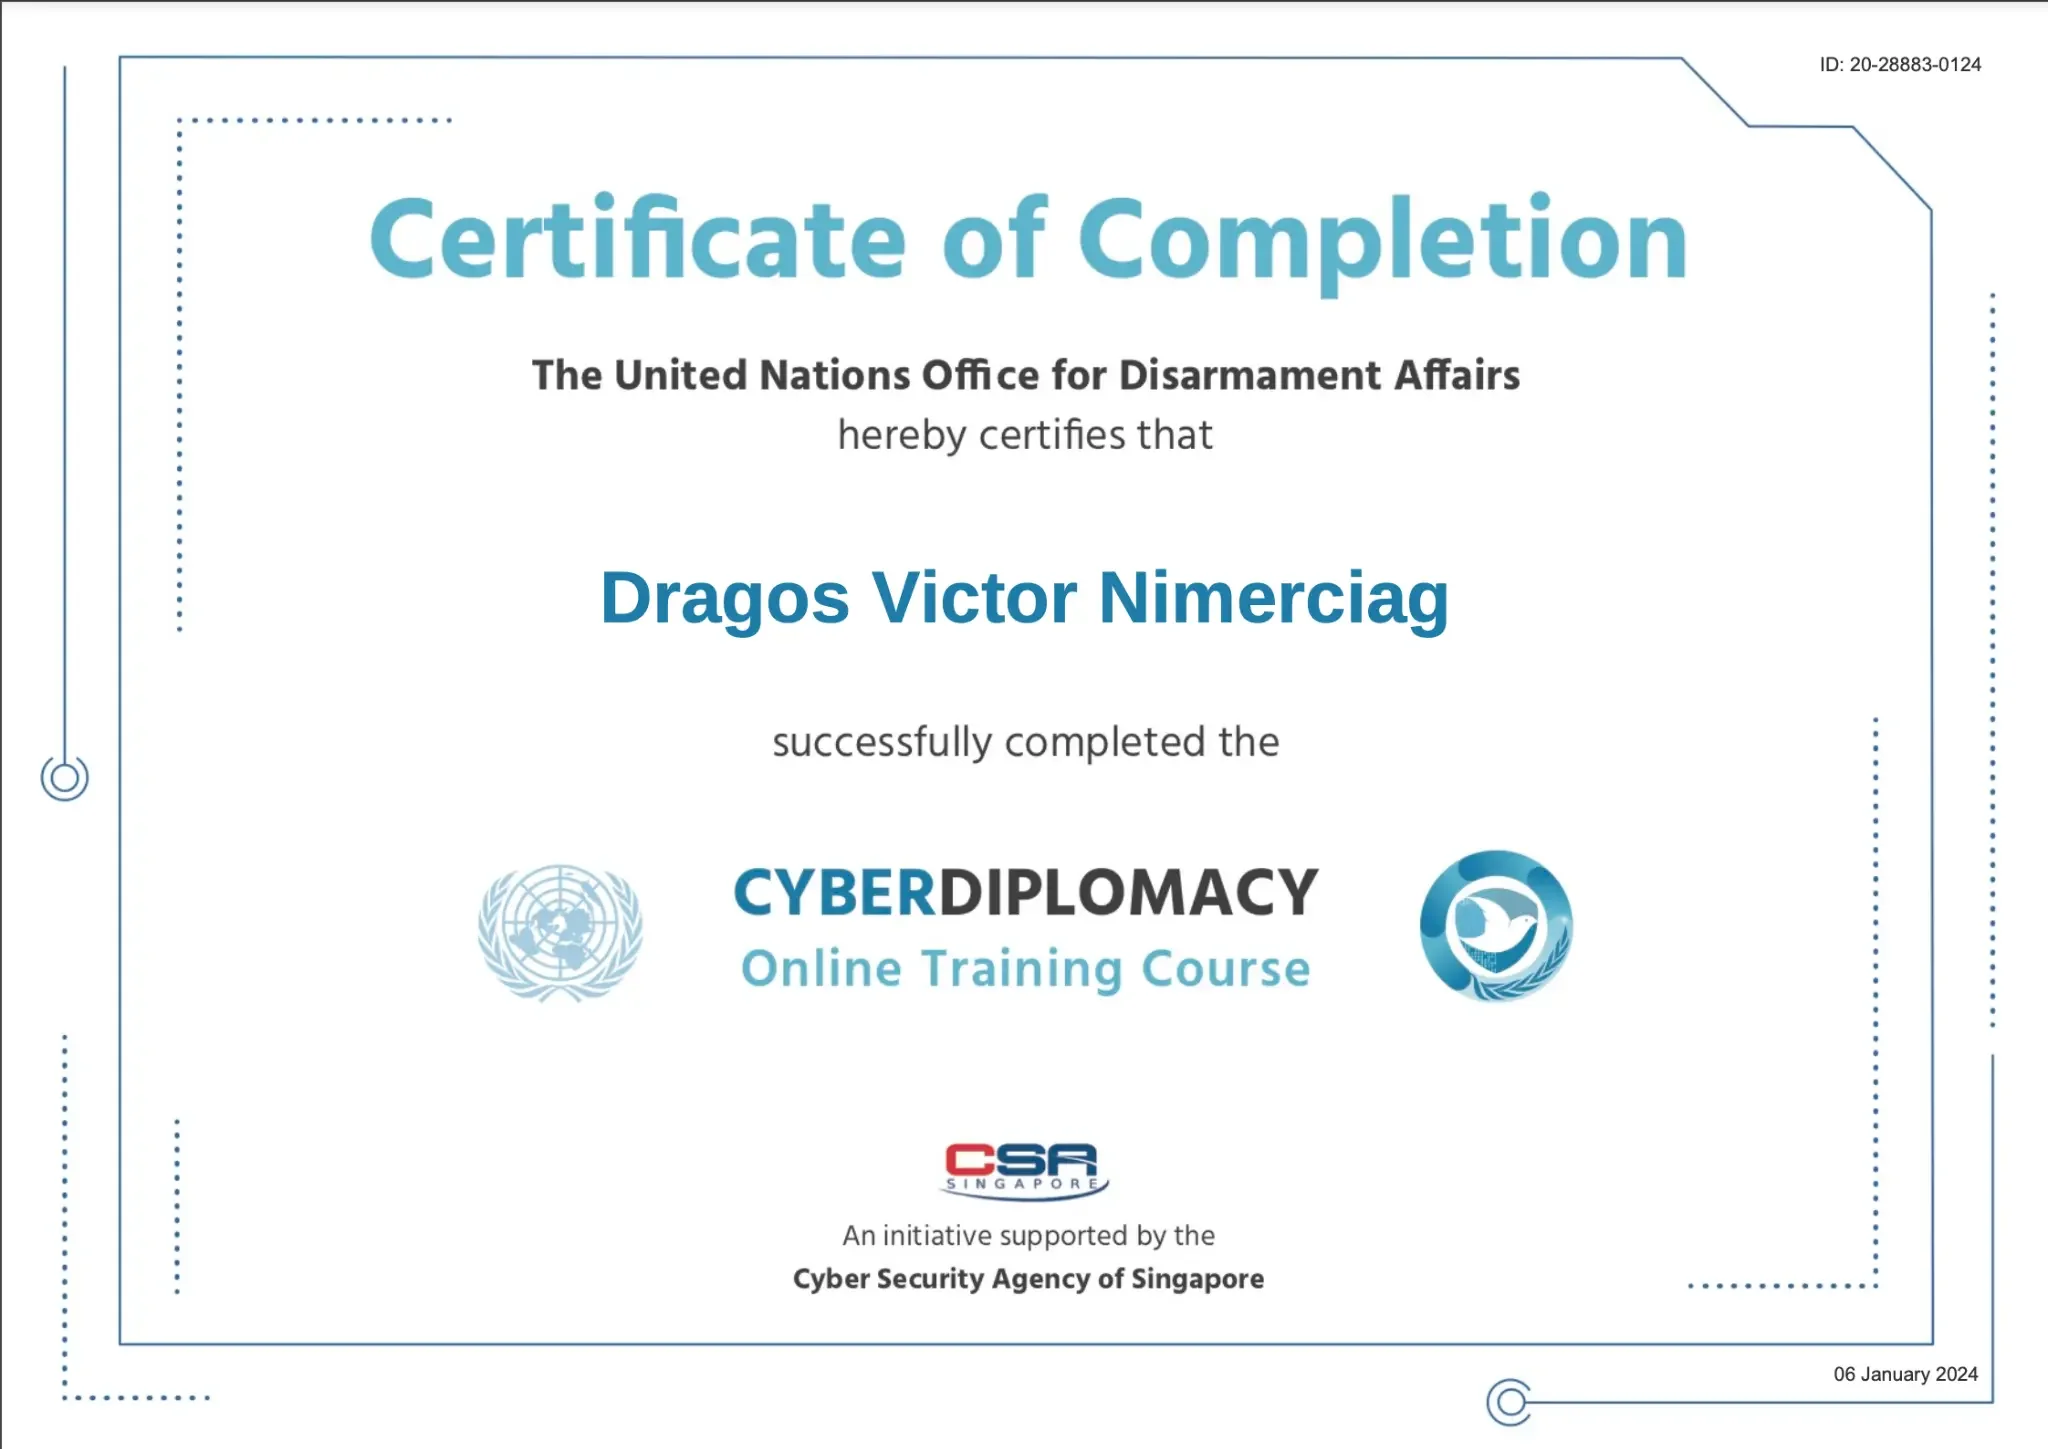 ID: 20-28883-0124
Certificate of Completion
The United Nations Office for Disarmament Affairs
hereby certifies that
Dragos Victor Nimerciag
successfully completed the
CYBERDIPLOMACY
Online Training Course
CSA
SINGAPORE
An initiative supported by the
Cyber Security Agency of Singapore
06 January 2024